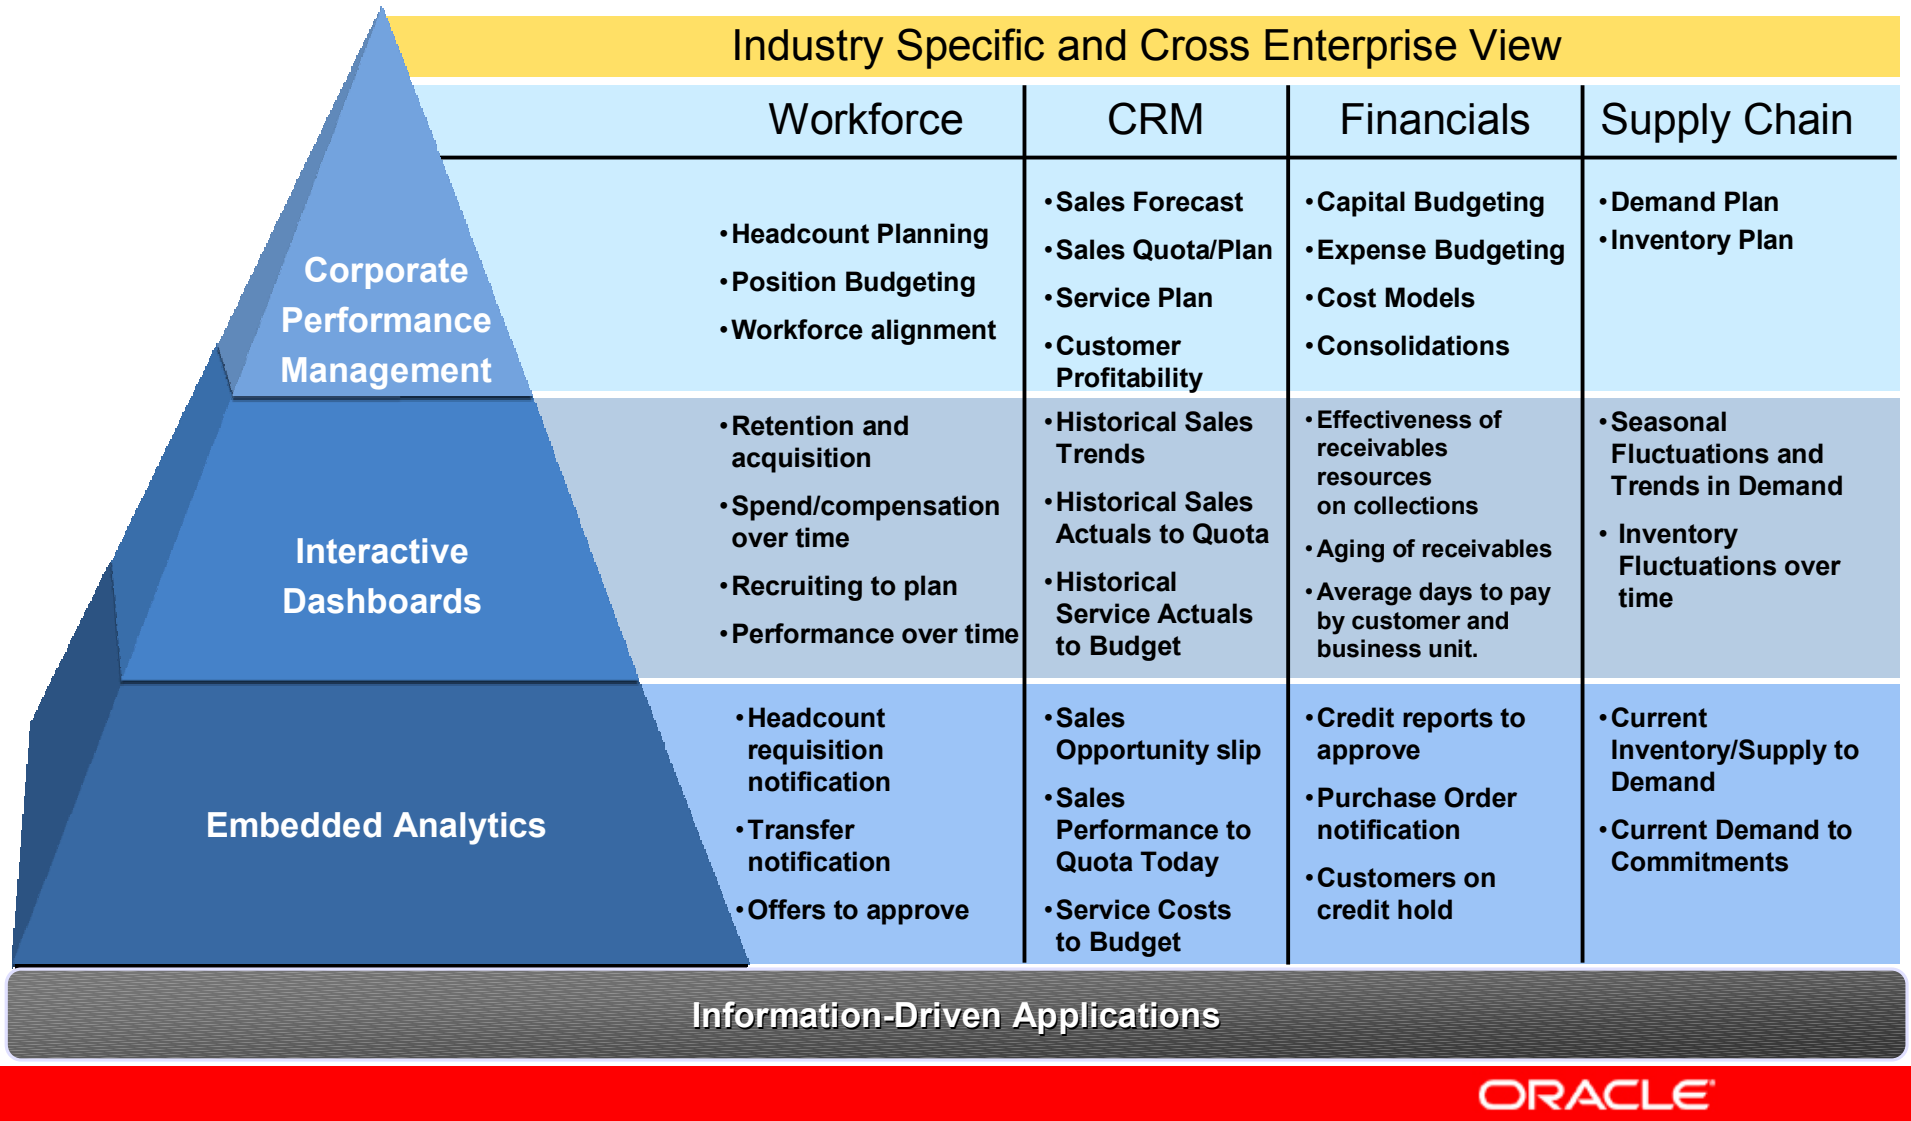 Industry Specific and Cross Enterprise View
Workforce
CRM
Financials
Supply Chain
Corporate
Performance
Management
•Headcount Planning
•Position Budgeting
•Workforce alignment
•Sales Forecast
•Sales Quota/Plan
•Service Plan
•Customer
Profitability
•Capital Budgeting
•Expense Budgeting
•Cost Models
•Consolidations
•Demand Plan
•Inventory Plan
Interactive
Dashboards
•Retention and
acquisition
•Spend/compensation
over time
•Recruiting to plan
•Performance over time
•Historical Sales
Trends
•Historical Sales
Actuals to Quota
•Historical
Service Actuals
to Budget
•Effectiveness of
receivables
resources
on collections
•Aging of receivables
•Average days to pay
by customer and
business unit.
•Seasonal
Fluctuations and
Trends in Demand
• Inventory
Fluctuations over
time
Embedded Analytics
•Headcount
requisition
notification
•Transfer
notification
•Offers to approve
•Sales
Opportunity slip
•Sales
Performance to
Quota Today
•Service Costs
to Budget
•Credit reports to
approve
•Purchase Order
notification
•Customers on
credit hold
•Current
Inventory/Supply to
Demand
•Current Demand to
Commitments
Information-Driven Applications
ORACLE